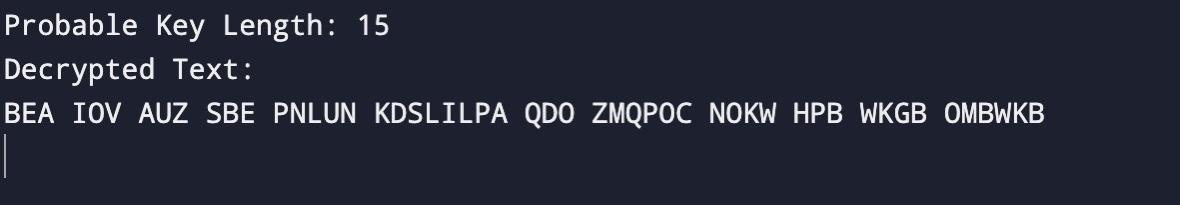 Probable Key Length: 15
Decrypted Text:
BEA IOV AUZ SBE PNLUN KDSLILPA QDO ZMQPOC NOKW HPB WKGB OMBWKB